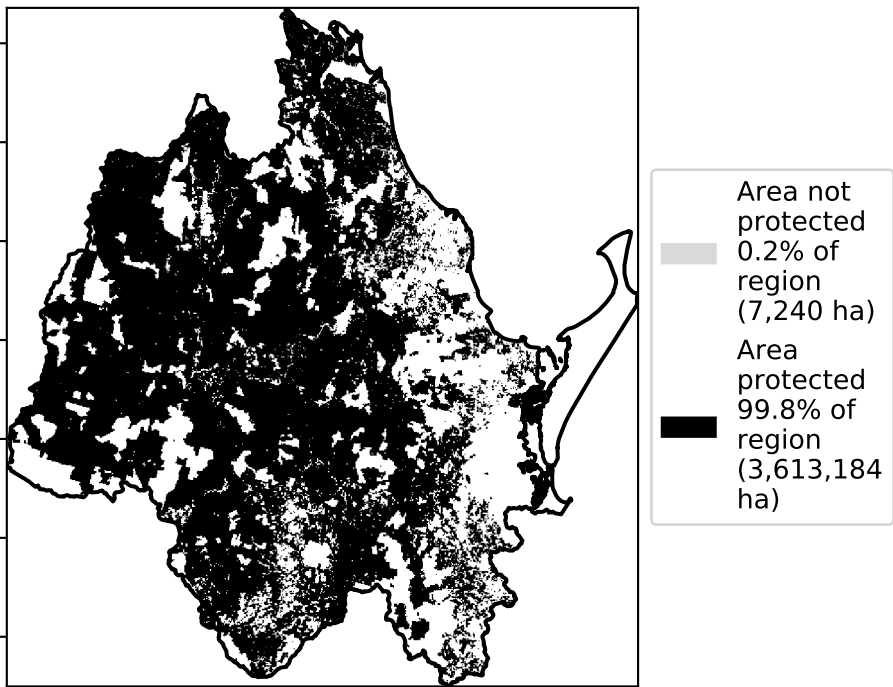 Area not
protected
0.2% of
region
(7,240 ha)
Area
protected
99.8% of
region
(3,613,184
ha)